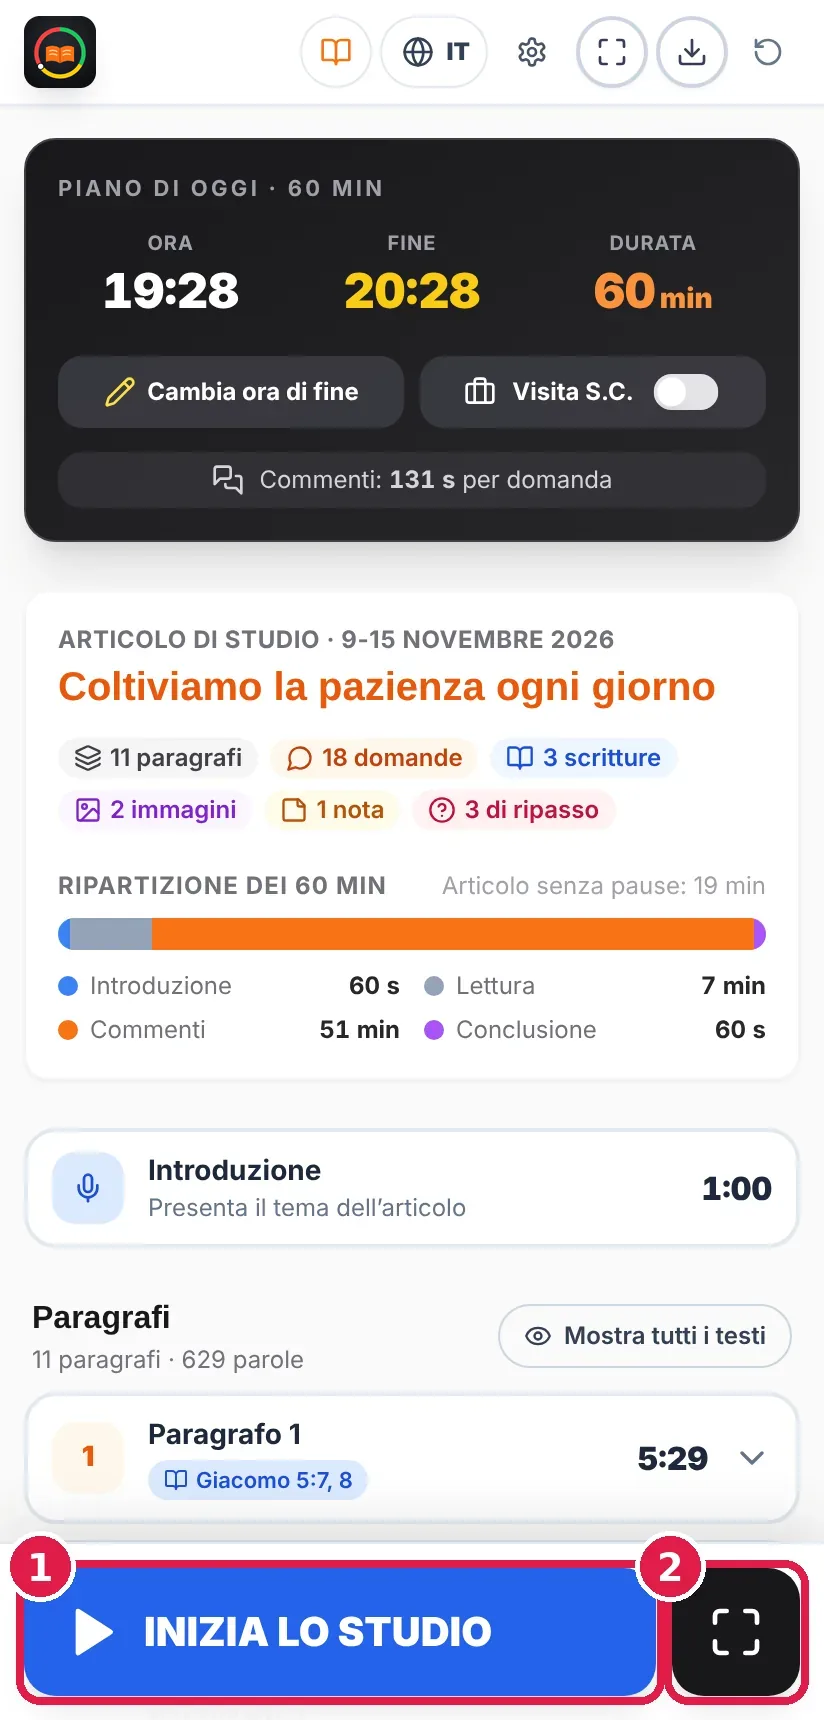 IT
PIANO DI OGGI · 60 MIN
ORA FINE DURATA
19:28 20:28 60 min
Cambia ora di fine Visita S.C.
Commenti: 131 s per domanda
ARTICOLO DI STUDIO · 9-15 NOVEMBRE 2026
Coltiviamo la pazienza ogni giorno
11 paragrafi 18 domande 3 scritture
2 immagini 1 nota 3 di ripasso
RIPARTIZIONE DEI 60 MIN Articolo senza pause: 19 min
Introduzione 60 s Lettura 7 min
Commenti 51 min Conclusione 60 s
Introduzione
Presenta il tema dell’articolo
1:00
Paragrafi
11 paragrafi · 629 parole
Mostra tutti i testi
1 Paragrafo 1
Giacomo 5:7, 8
5:29
1 2
INIZIA LO STUDIO